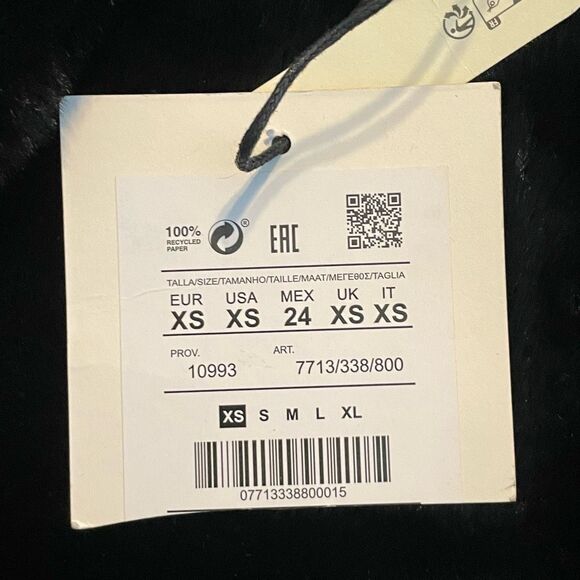 FR
100%
RECYCLED
PAPER
®
EAC
TALLA/SIZE/TAMANHO/TAILLE/MAAT/ΜΕΓΕΘΟΣ/TAGLIA
EUR USA MEX UK IT
XS XS 24 XS XS
PROV. ART.
10993 7713/338/800
XS S M L XL
07713338800015